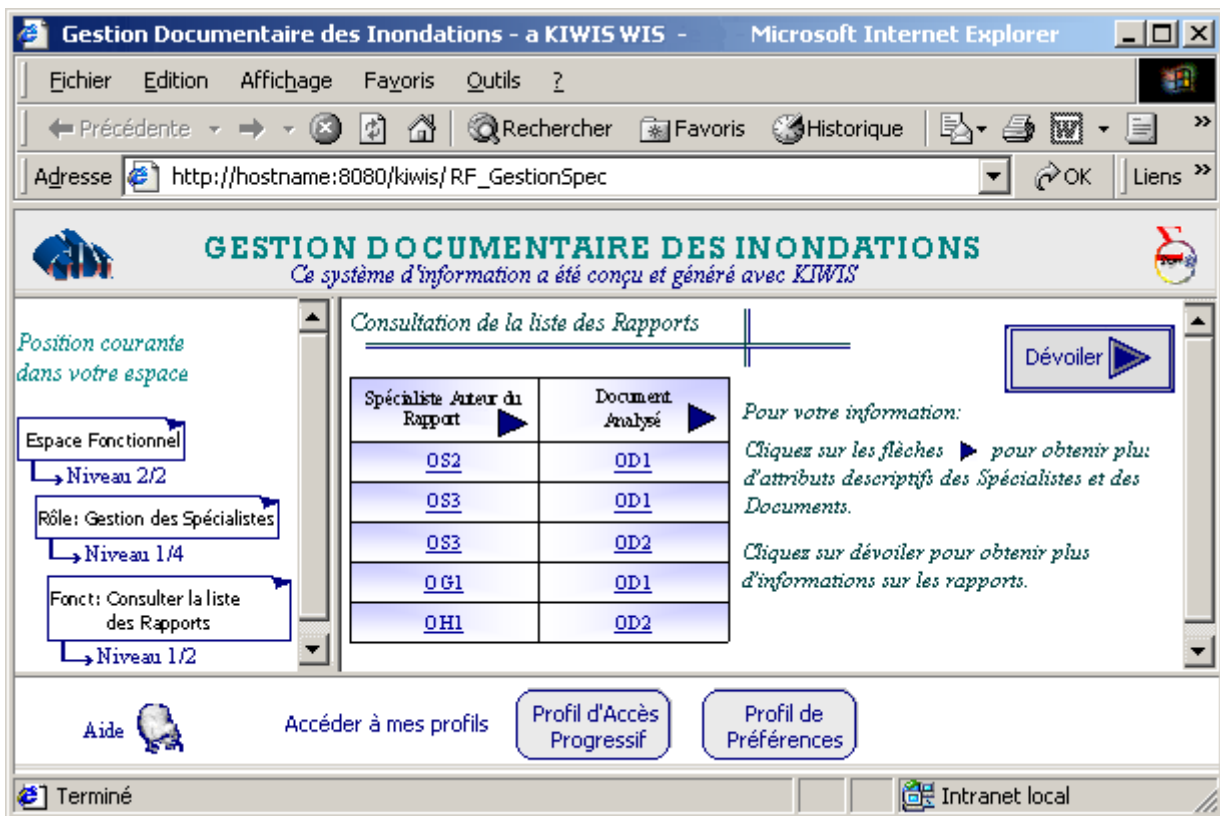 Gestion Documentaire des Inondations - a KIWIS WIS - Microsoft Internet Explorer
Fichier Edition Affichage Favoris Outils ?
Précédente Rechercher Favoris Historique »
Adresse http://hostname:8080/kiwis/ RF_GestionSpec OK Liens »
GESTION DOCUMENTAIRE DES INONDATIONS
Ce système d'information a été conçu et généré avec KIWIS
Position courante
dans votre espace
Espace Fonctionnel
Niveau 2/2
Rôle: Gestion des Spécialistes
Niveau 1/4
Fonct: Consulter la liste
des Rapports
Niveau 1/2
Consultation de la liste des Rapports
Dévoiler
Spécialiste Auteur du
Rapport
Document
Analysé
OS2 OD1
OS3 OD1
OS3 OD2
OG1 OD1
OH1 OD2
Pour votre information:
Cliquez sur les flèches pour obtenir plus
d'attributs descriptifs des Spécialistes et des
Documents.
Cliquez sur dévoiler pour obtenir plus
d'informations sur les rapports.
Aide Accéder à mes profils
Profil d'Accès
Progressif
Profil de
Préférences
Terminé Intranet local